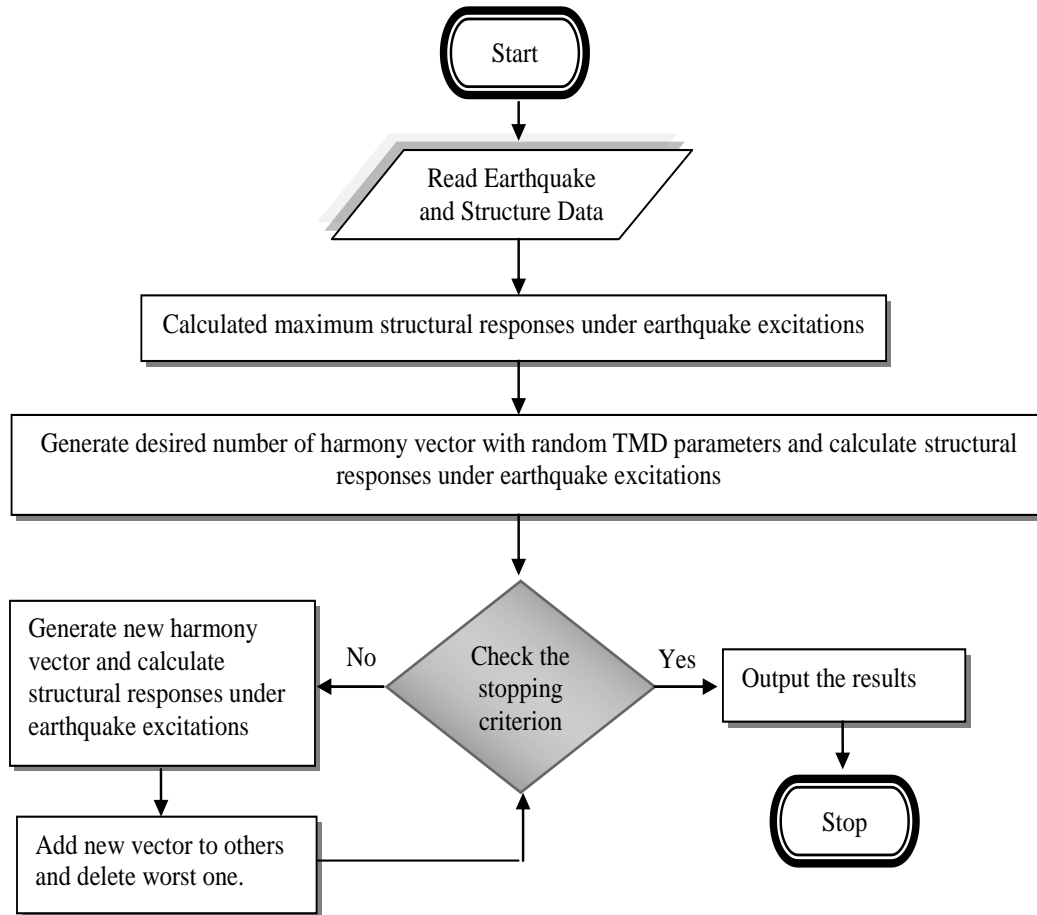 Start
Read Earthquake
and Structure Data
Calculated maximum structural responses under earthquake excitations
Generate desired number of harmony vector with random TMD parameters and calculate structural
responses under earthquake excitations
Check the
stopping
criterion
No
Yes
Generate new harmony
vector and calculate
structural responses under
earthquake excitations
Output the results
Add new vector to others
and delete worst one.
Stop